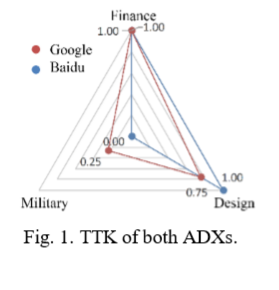 Finance
1.00 1.00
Google
Baidu
0.00
0.25
1.00
0.75
Military Design
Fig. 1. TTK of both ADXs.